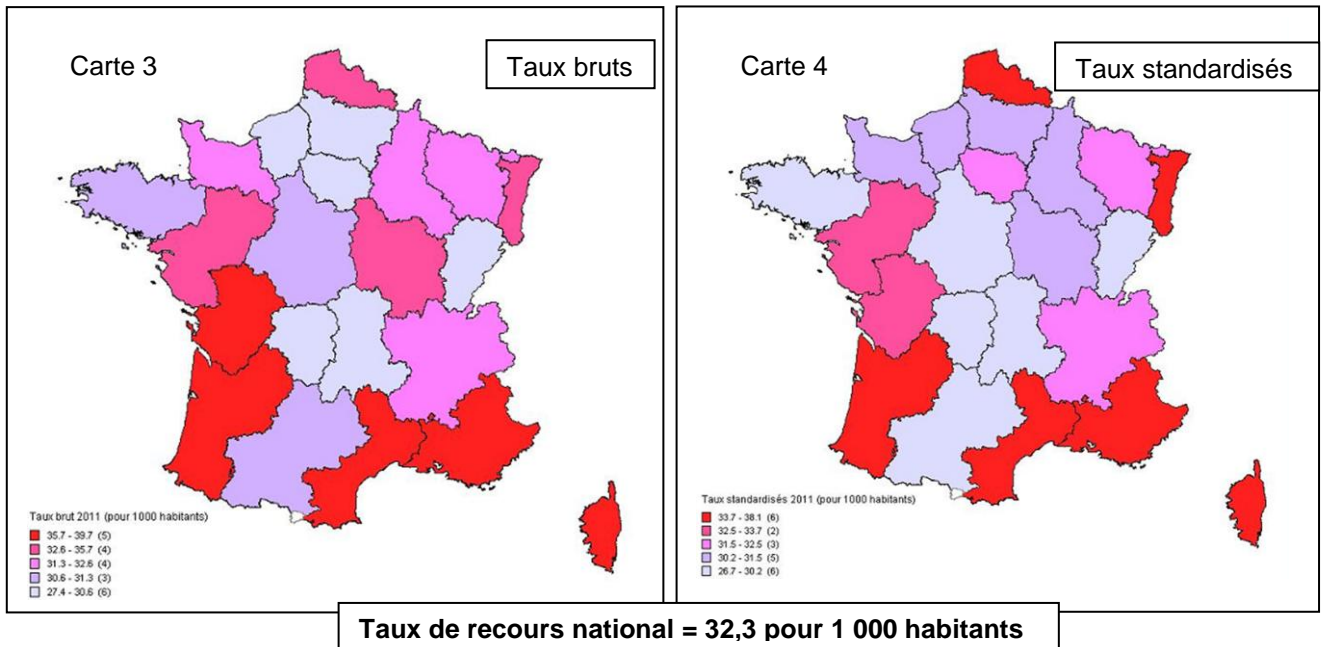 Carte 3
Taux bruts
Taux brut 2011 (pour 1000 habitants)
35.7 - 39.7 (5)
32.6 - 35.7 (4)
31.3 - 32.6 (4)
30.6 - 31.3 (3)
27.4 - 30.6 (6)
Carte 4
Taux standardisés
Taux standardisés 2011 (pour 1000 habitants)
33.7 - 38.1 (6)
32.5 - 33.7 (2)
31.5 - 32.5 (3)
30.2 - 31.5 (5)
26.7 - 30.2 (6)
Taux de recours national = 32,3 pour 1 000 habitants